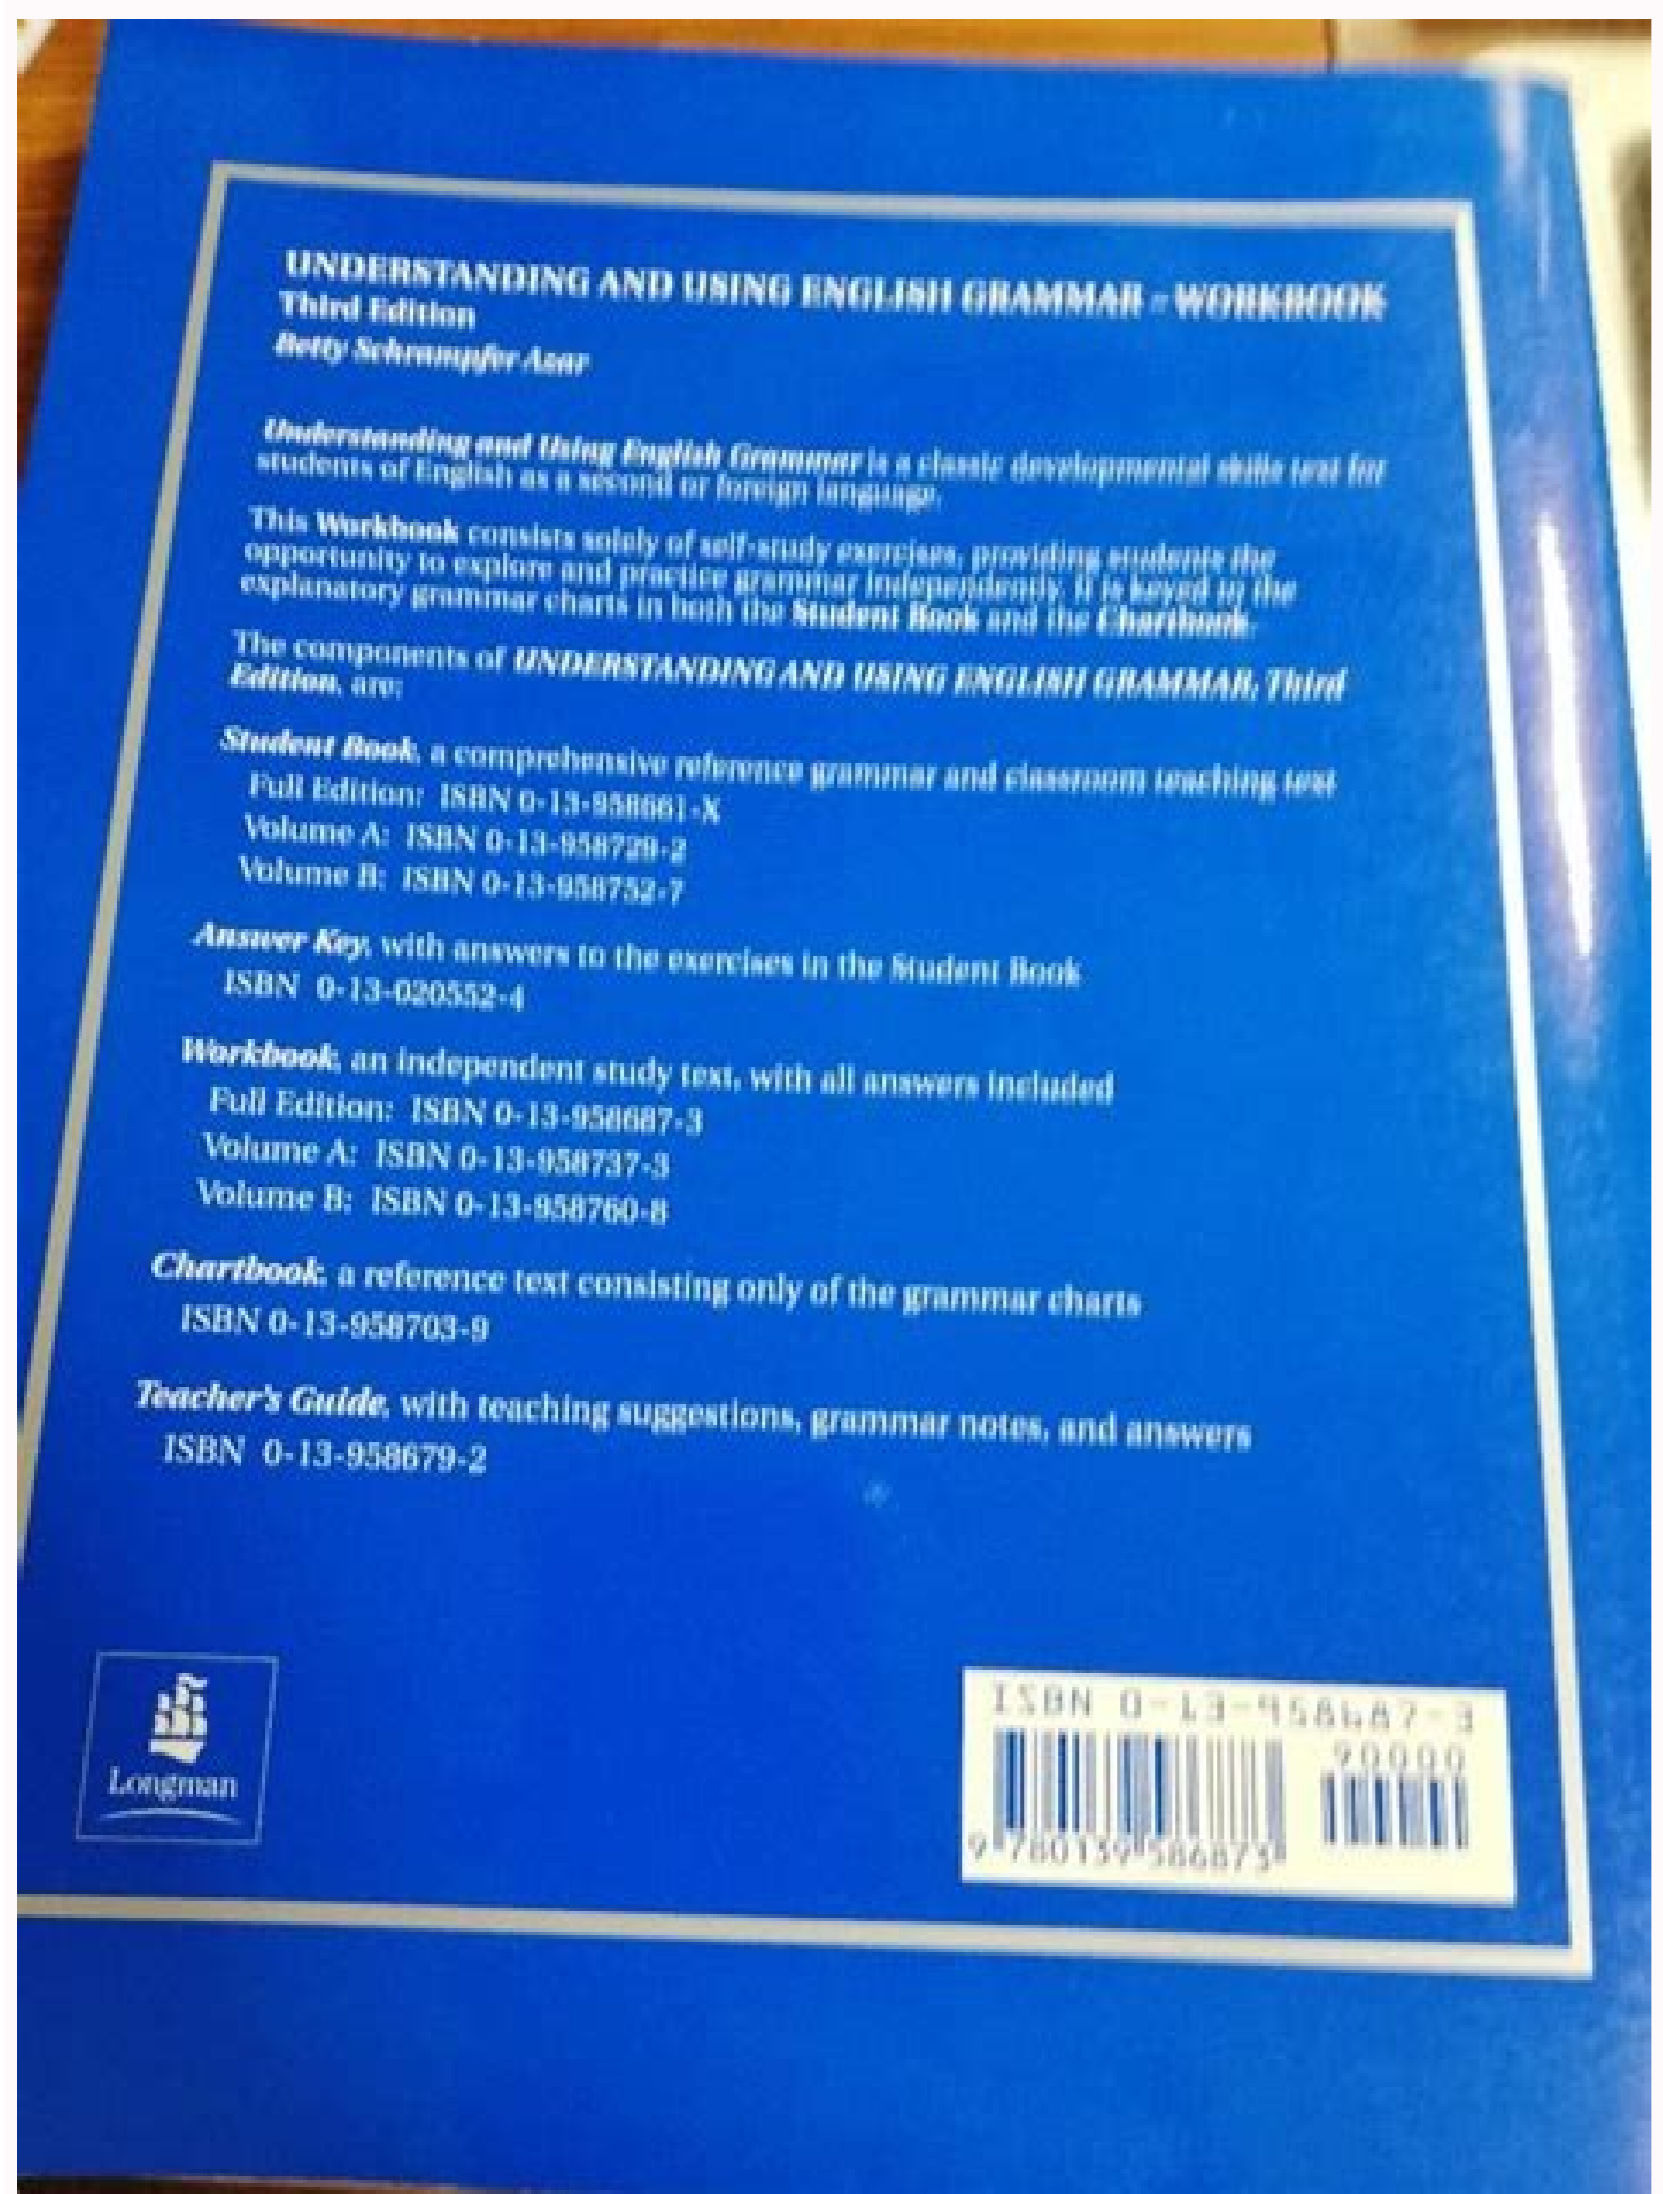 UNDERSTANDING AND USING ENGLISH GRAMMAR - WORKBOOK
Third Edition
Betty Schrampfer Azar
Understanding and Using English Grammar is a classic developmental skills text for
students of English as a second or foreign language.
This Workbook consists solely of self-study exercises, providing students the
opportunity to explore and practice grammar independently. It is keyed to the
explanatory grammar charts in both the Student Book and the Chartbook.
The components of UNDERSTANDING AND USING ENGLISH GRAMMAR, Third
Edition, are:
Student Book, a comprehensive reference grammar and classroom teaching text
Full Edition: ISBN 0-13-958661-X
Volume A: ISBN 0-13-958729-2
Volume B: ISBN 0-13-958752-7
Answer Key, with answers to the exercises in the Student Book
ISBN 0-13-020552-4
Workbook, an independent study text, with all answers included
Full Edition: ISBN 0-13-958687-3
Volume A: ISBN 0-13-958737-3
Volume B: ISBN 0-13-958760-8
Chartbook, a reference text consisting only of the grammar charts
ISBN 0-13-958703-9
Teacher's Guide, with teaching suggestions, grammar notes, and answers
ISBN 0-13-958679-2
Longman
ISBN 0-13-958687-3
90000
9 780139 586873